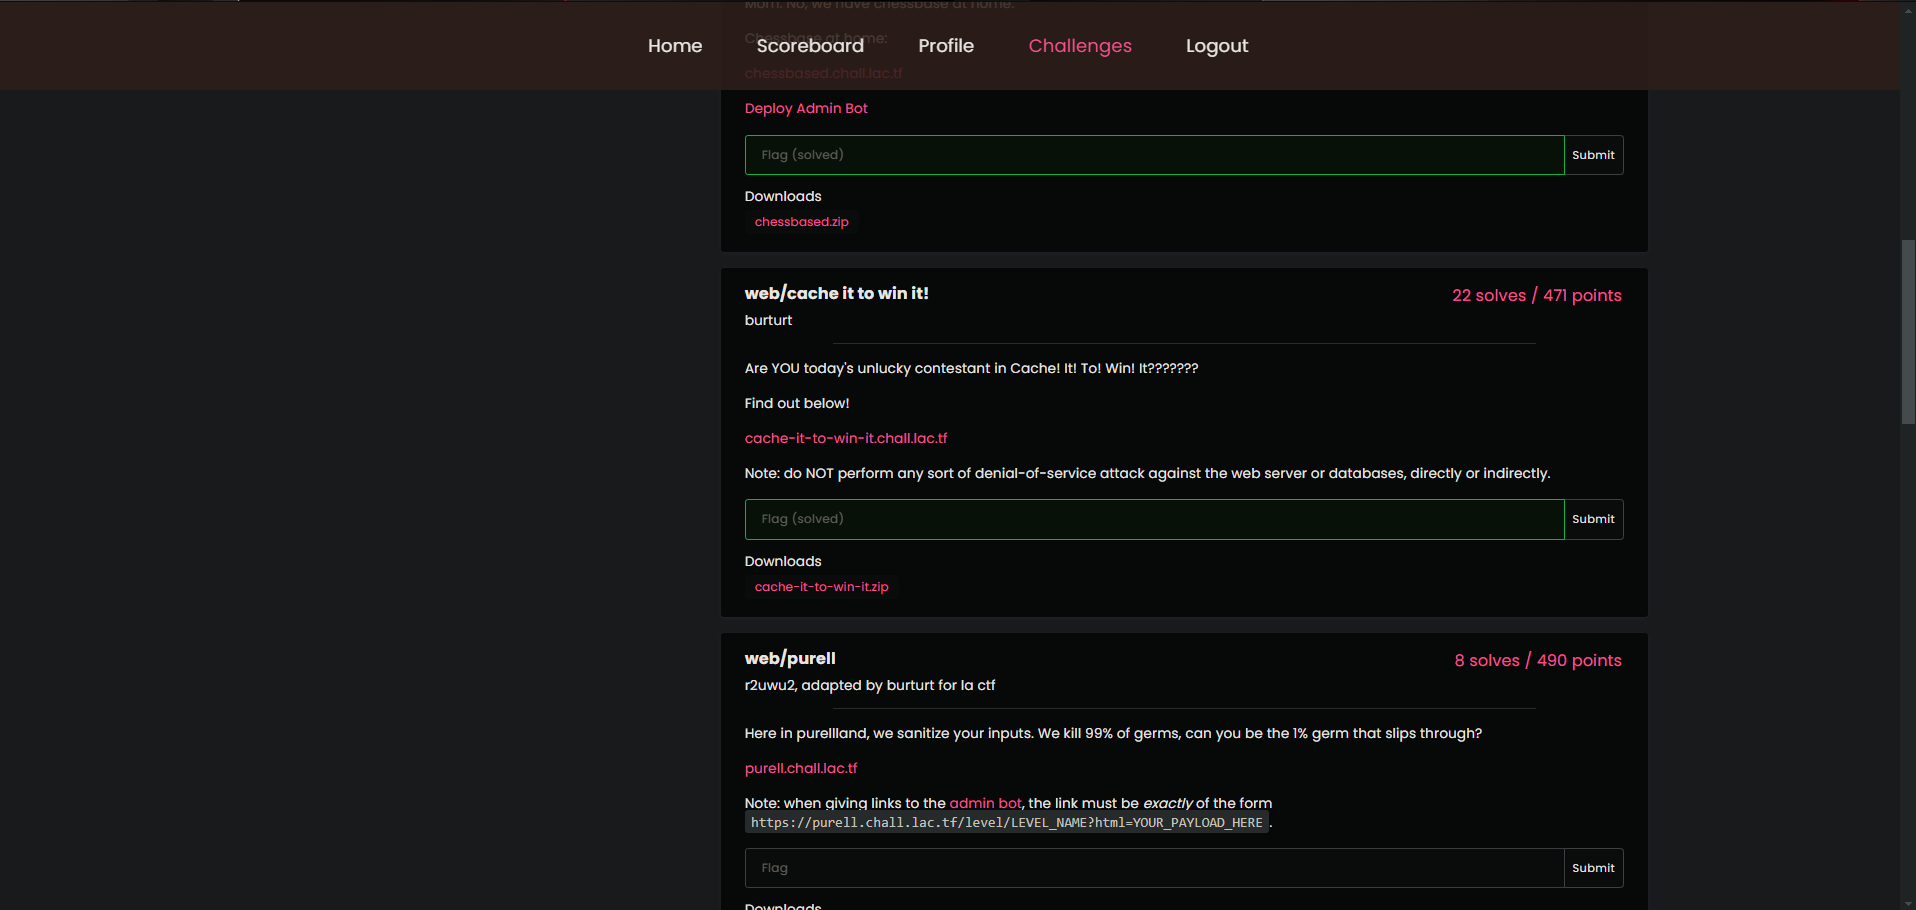 Mom: No, we have chessbase at home.
Home Scoreboard Profile Challenges Logout
Chessbase at home:
chessbased.chall.lac.tf
Deploy Admin Bot
Flag (solved) Submit
Downloads
chessbased.zip
web/cache it to win it! 22 solves / 471 points
burturt
Are YOU today's unlucky contestant in Cache! It! To! Win! It???????
Find out below!
cache-it-to-win-it.chall.lac.tf
Note: do NOT perform any sort of denial-of-service attack against the web server or databases, directly or indirectly.
Flag (solved) Submit
Downloads
cache-it-to-win-it.zip
web/purell 8 solves / 490 points
r2uwu2, adapted by burturt for la ctf
Here in purellland, we sanitize your inputs. We kill 99% of germs, can you be the 1% germ that slips through?
purell.chall.lac.tf
Note: when giving links to the admin bot, the link must be exactly of the form
https://purell.chall.lac.tf/level/LEVEL_NAME?html=YOUR_PAYLOAD_HERE.
Flag Submit
Downloads